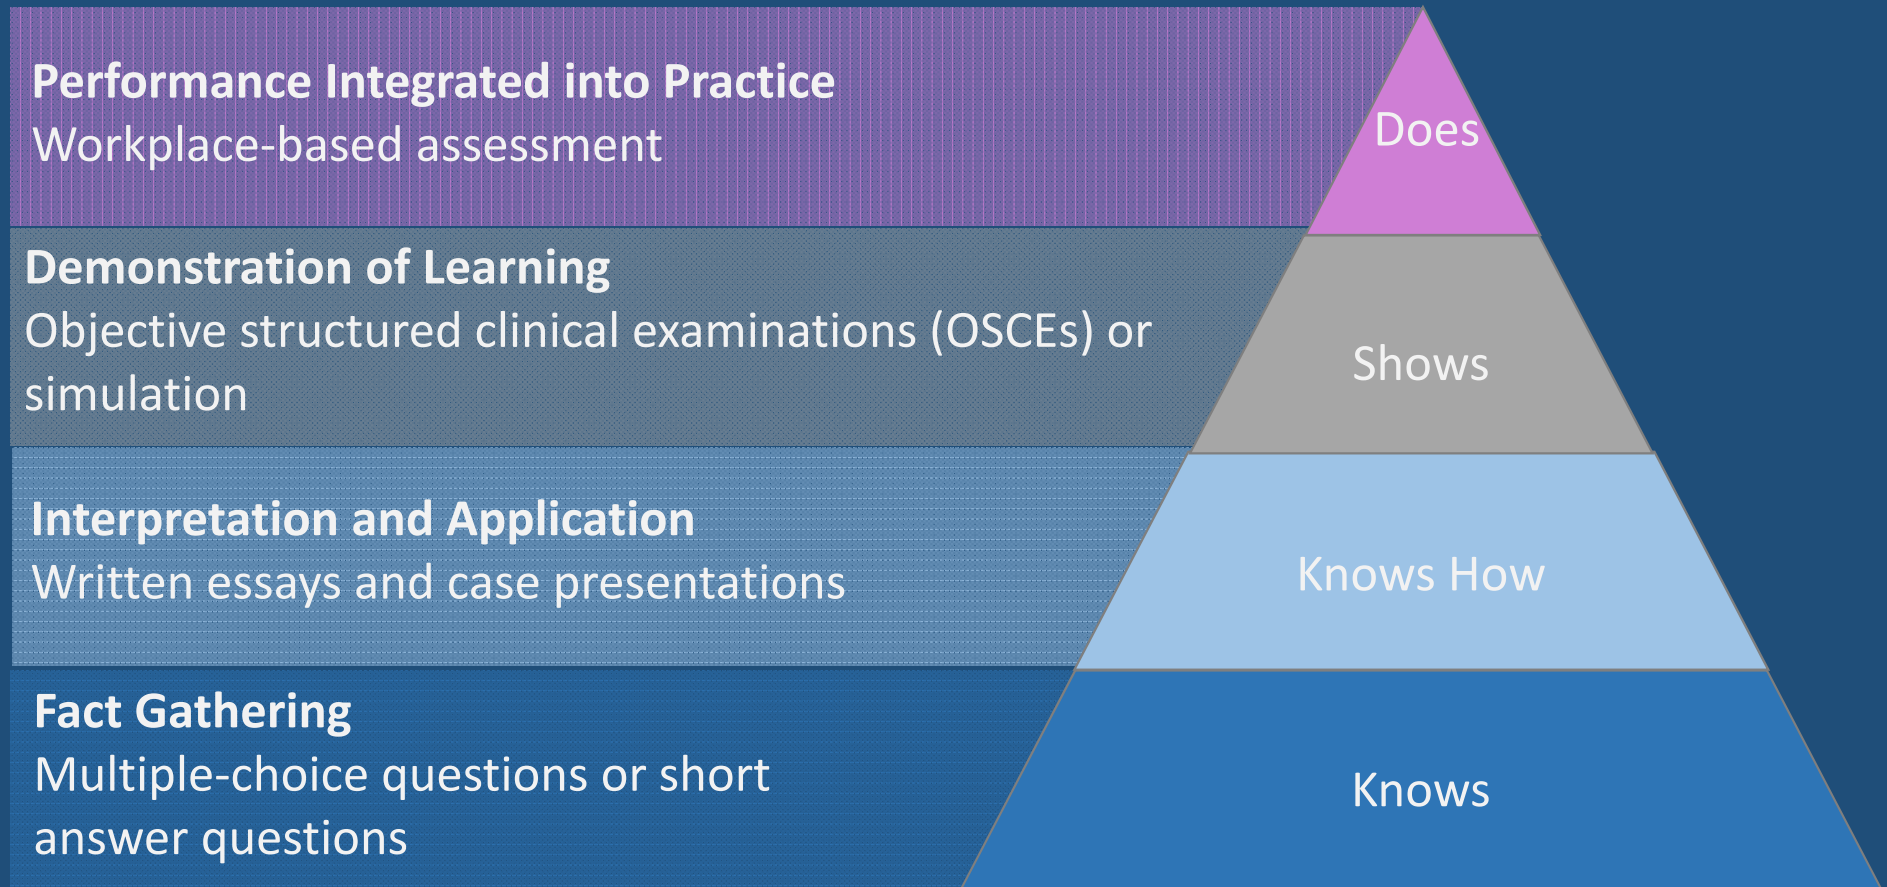 Performance Integrated into Practice
Workplace-based assessment
Does
Demonstration of Learning
Objective structured clinical examinations (OSCEs) or
simulation
Shows
Interpretation and Application
Written essays and case presentations
Knows How
Fact Gathering
Multiple-choice questions or short
answer questions
Knows